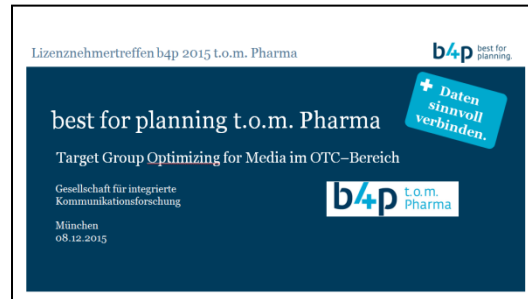 Lizenznehmertreffen b4p 2015 t.o.m. Pharma
b4p best for
planning.
+ Daten
sinnvoll
verbinden.
best for planning t.o.m. Pharma
Target Group Optimizing for Media im OTC–Bereich
Gesellschaft für integrierte
Kommunikationsforschung
b4p t.o.m.
Pharma
München
08.12.2015